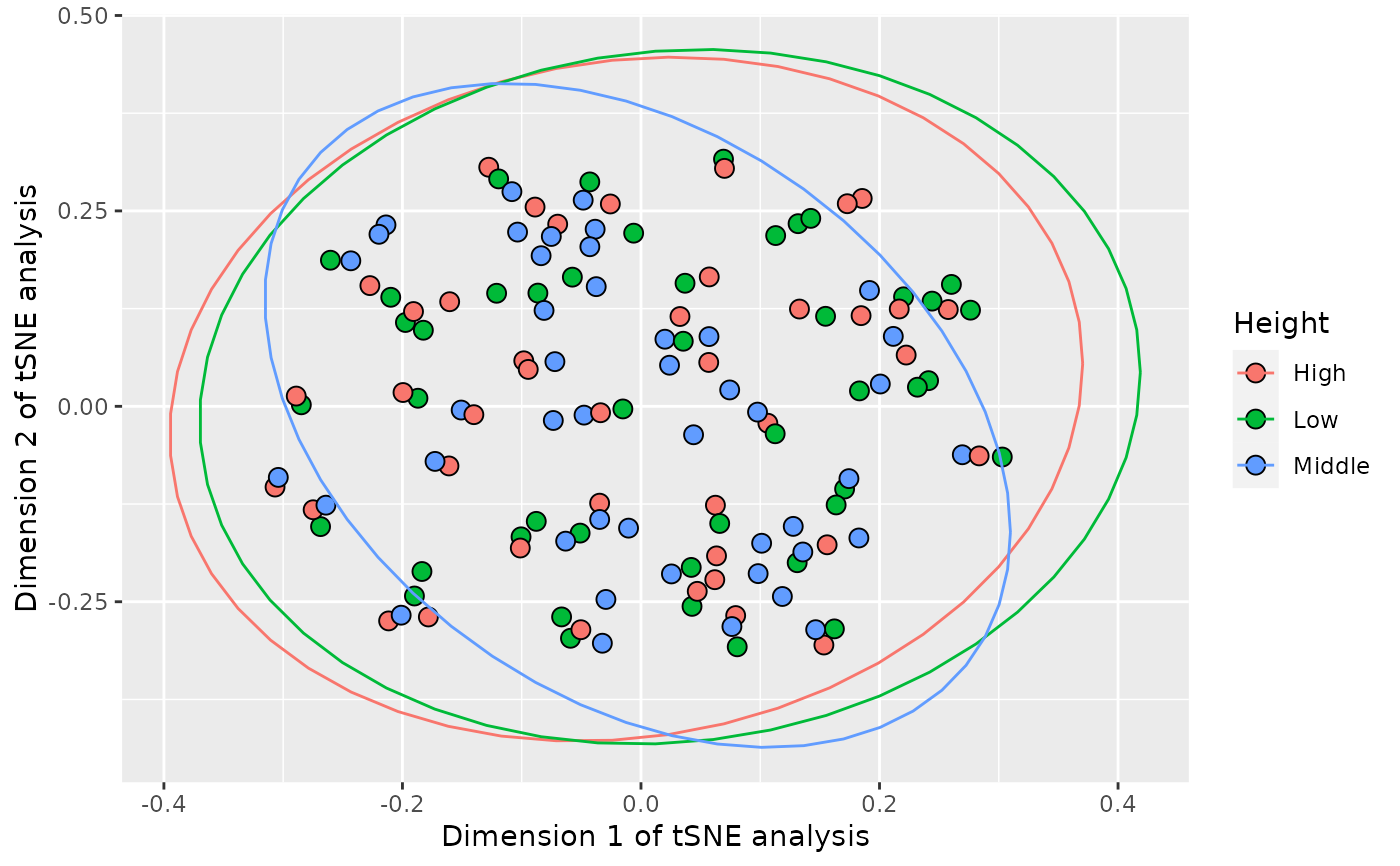 0.50
0.25
0.00
-0.25
Dimension 2 of tSNE analysis
-0.4
-0.2
0.0
0.2
0.4
Dimension 1 of tSNE analysis
Height
High
Low
Middle